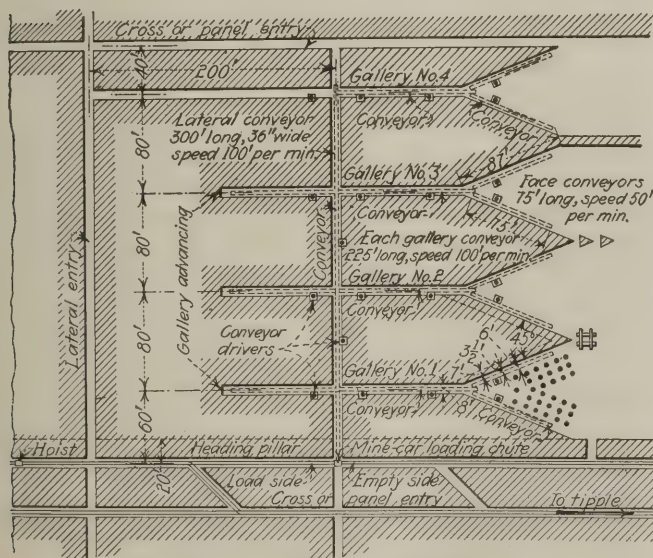 Cross or panel entry
40'
200'
Gallery No.4
Conveyor
Conveyor
Lateral conveyor
300' long, 36" wide
speed 100' per min.
80'
87'
Gallery No.3
Conveyor
75'
Face conveyors
75' long, speed 50'
per min.
Each gallery conveyor
225' long, speed 100' per min.
Conveyor
Lateral entry
80'
Gallery advancing
Gallery No.2
Conveyor
Conveyor
drivers
80'
6'
45°
3½'
Gallery No.1
7'
Conveyor
8'
Conveyor
60'
Hoist
Heading pillar
Mine-car loading chute
20'
Load side
Empty side
Cross or
panel entry
To tipple